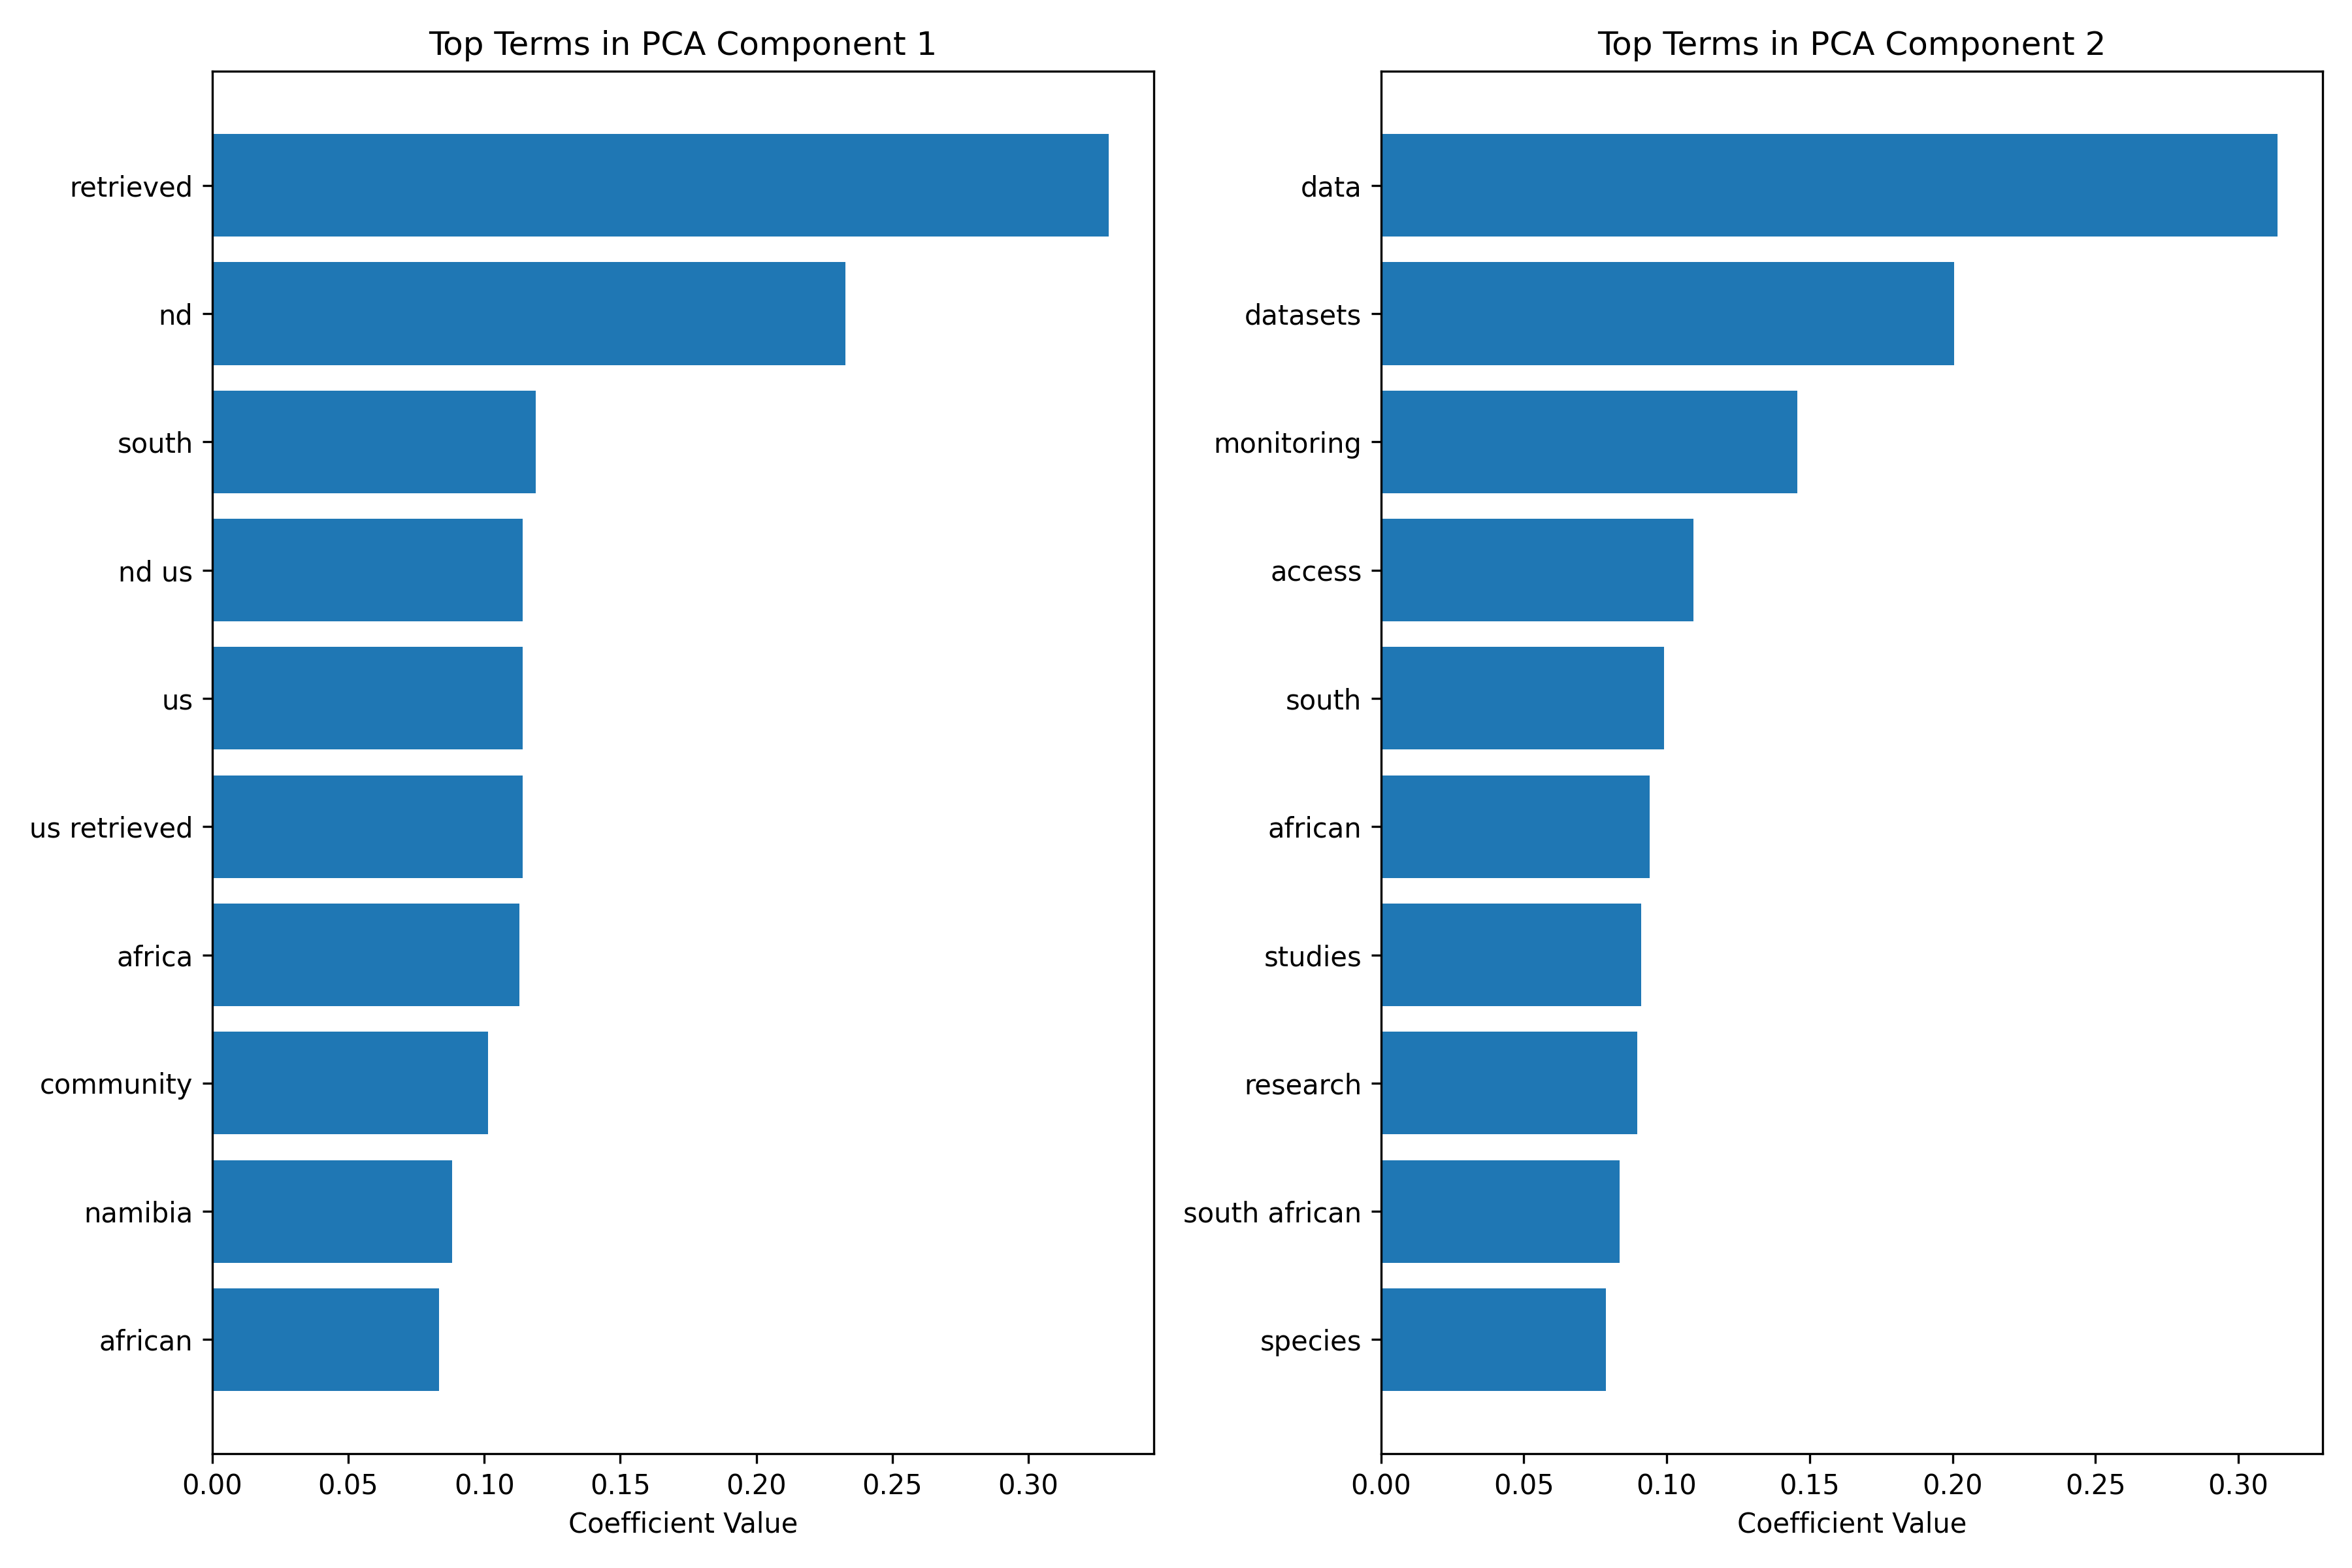 Top Terms in PCA Component 1
retrieved
nd
south
nd us
us
us retrieved
africa
community
namibia
african
0.00 0.05 0.10 0.15 0.20 0.25 0.30
Coefficient Value
Top Terms in PCA Component 2
data
datasets
monitoring
access
south
african
studies
research
south african
species
0.00 0.05 0.10 0.15 0.20 0.25 0.30
Coefficient Value